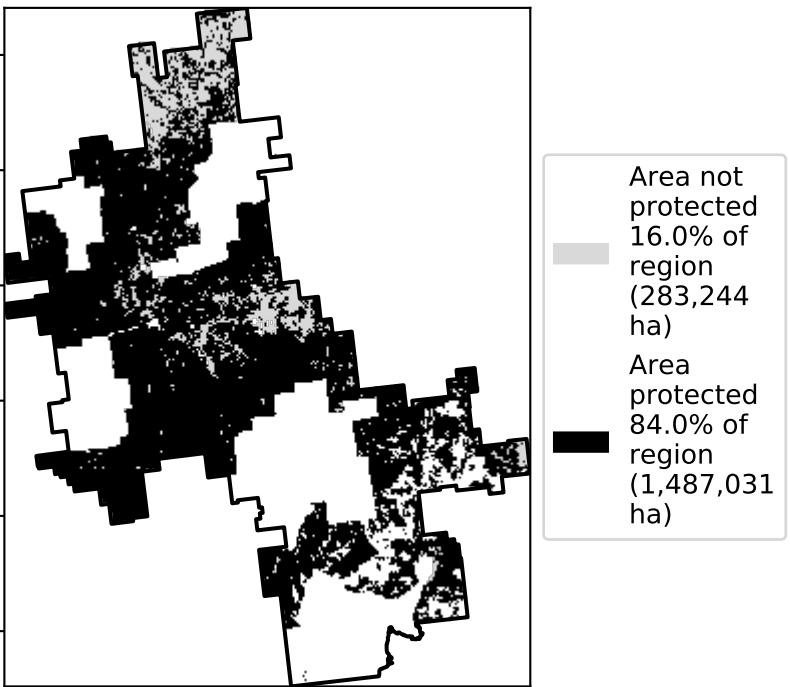 Area not
protected
16.0% of
region
(283,244
ha)
Area
protected
84.0% of
region
(1,487,031
ha)